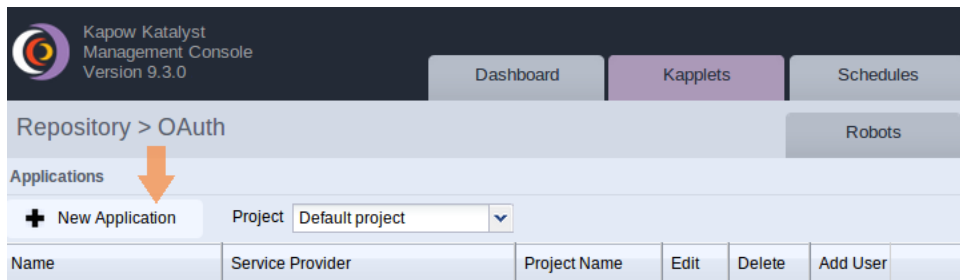 Kapow Katalyst
Management Console
Version 9.3.0
Dashboard Kapplets Schedules
Repository > OAuth
Robots
Applications
New Application Project Default project
Name Service Provider Project Name Edit Delete Add User